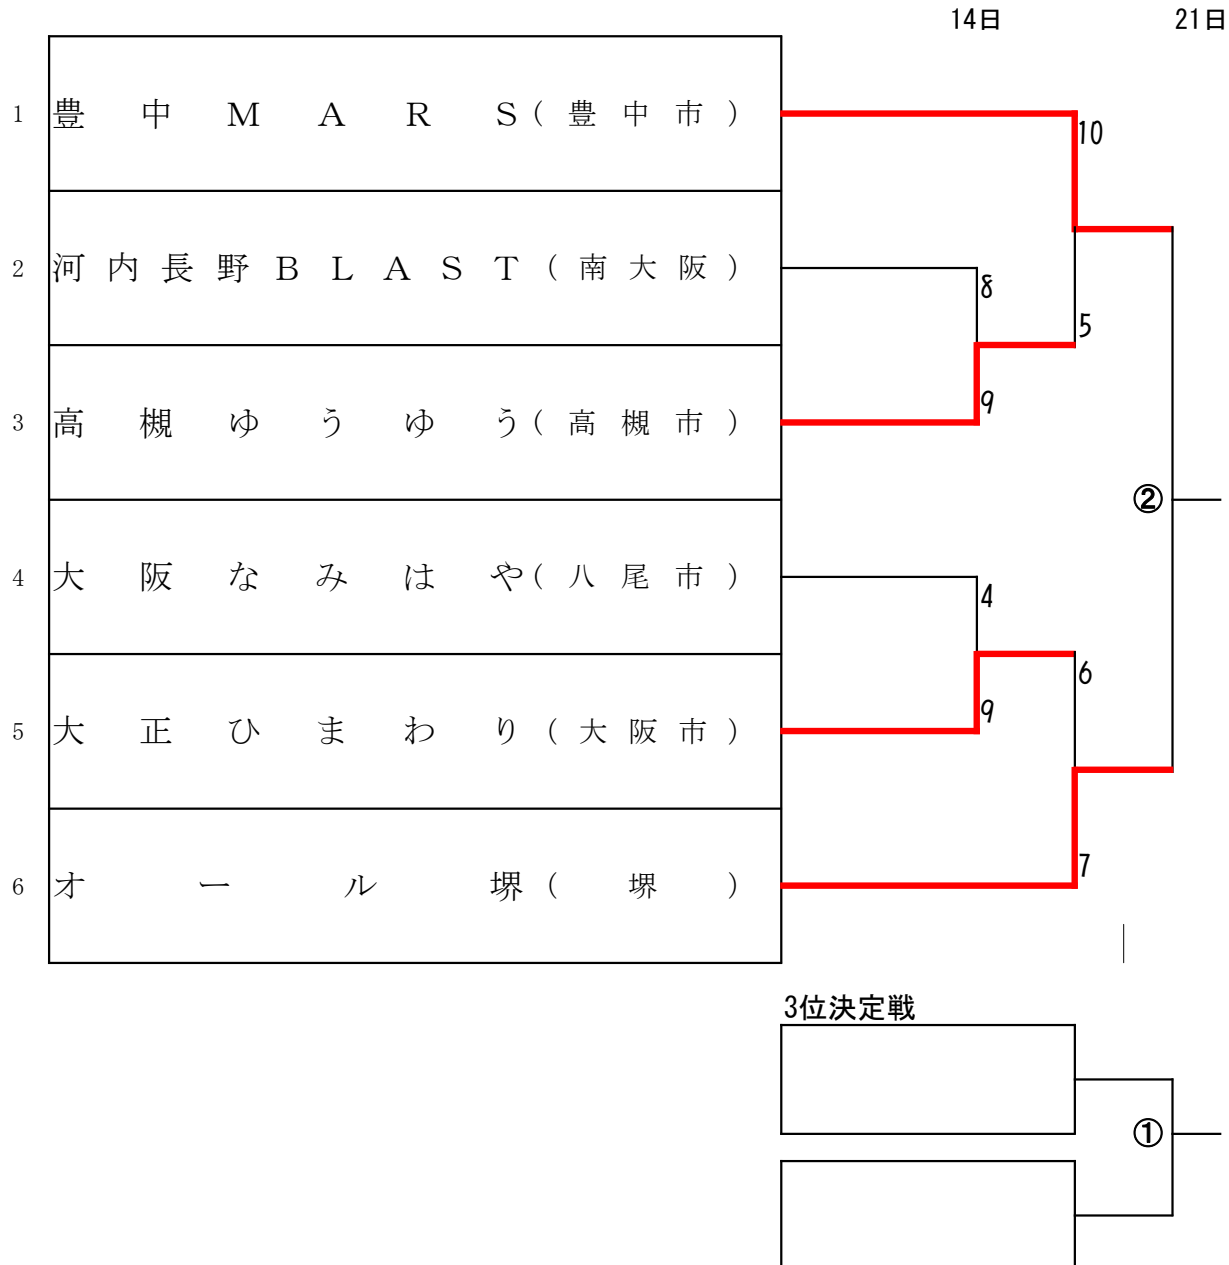 14日 21日
1 豊中MARS(豊中市)
10
2 河内長野BLAST(南大阪)
8
5
3 高槻ゆうゆう(高槻市)
9
②
4 大阪なみはや(八尾市)
4
6
5 大正ひまわり(大阪市)
9
6 オール堺(堺)
7
3位決定戦
①